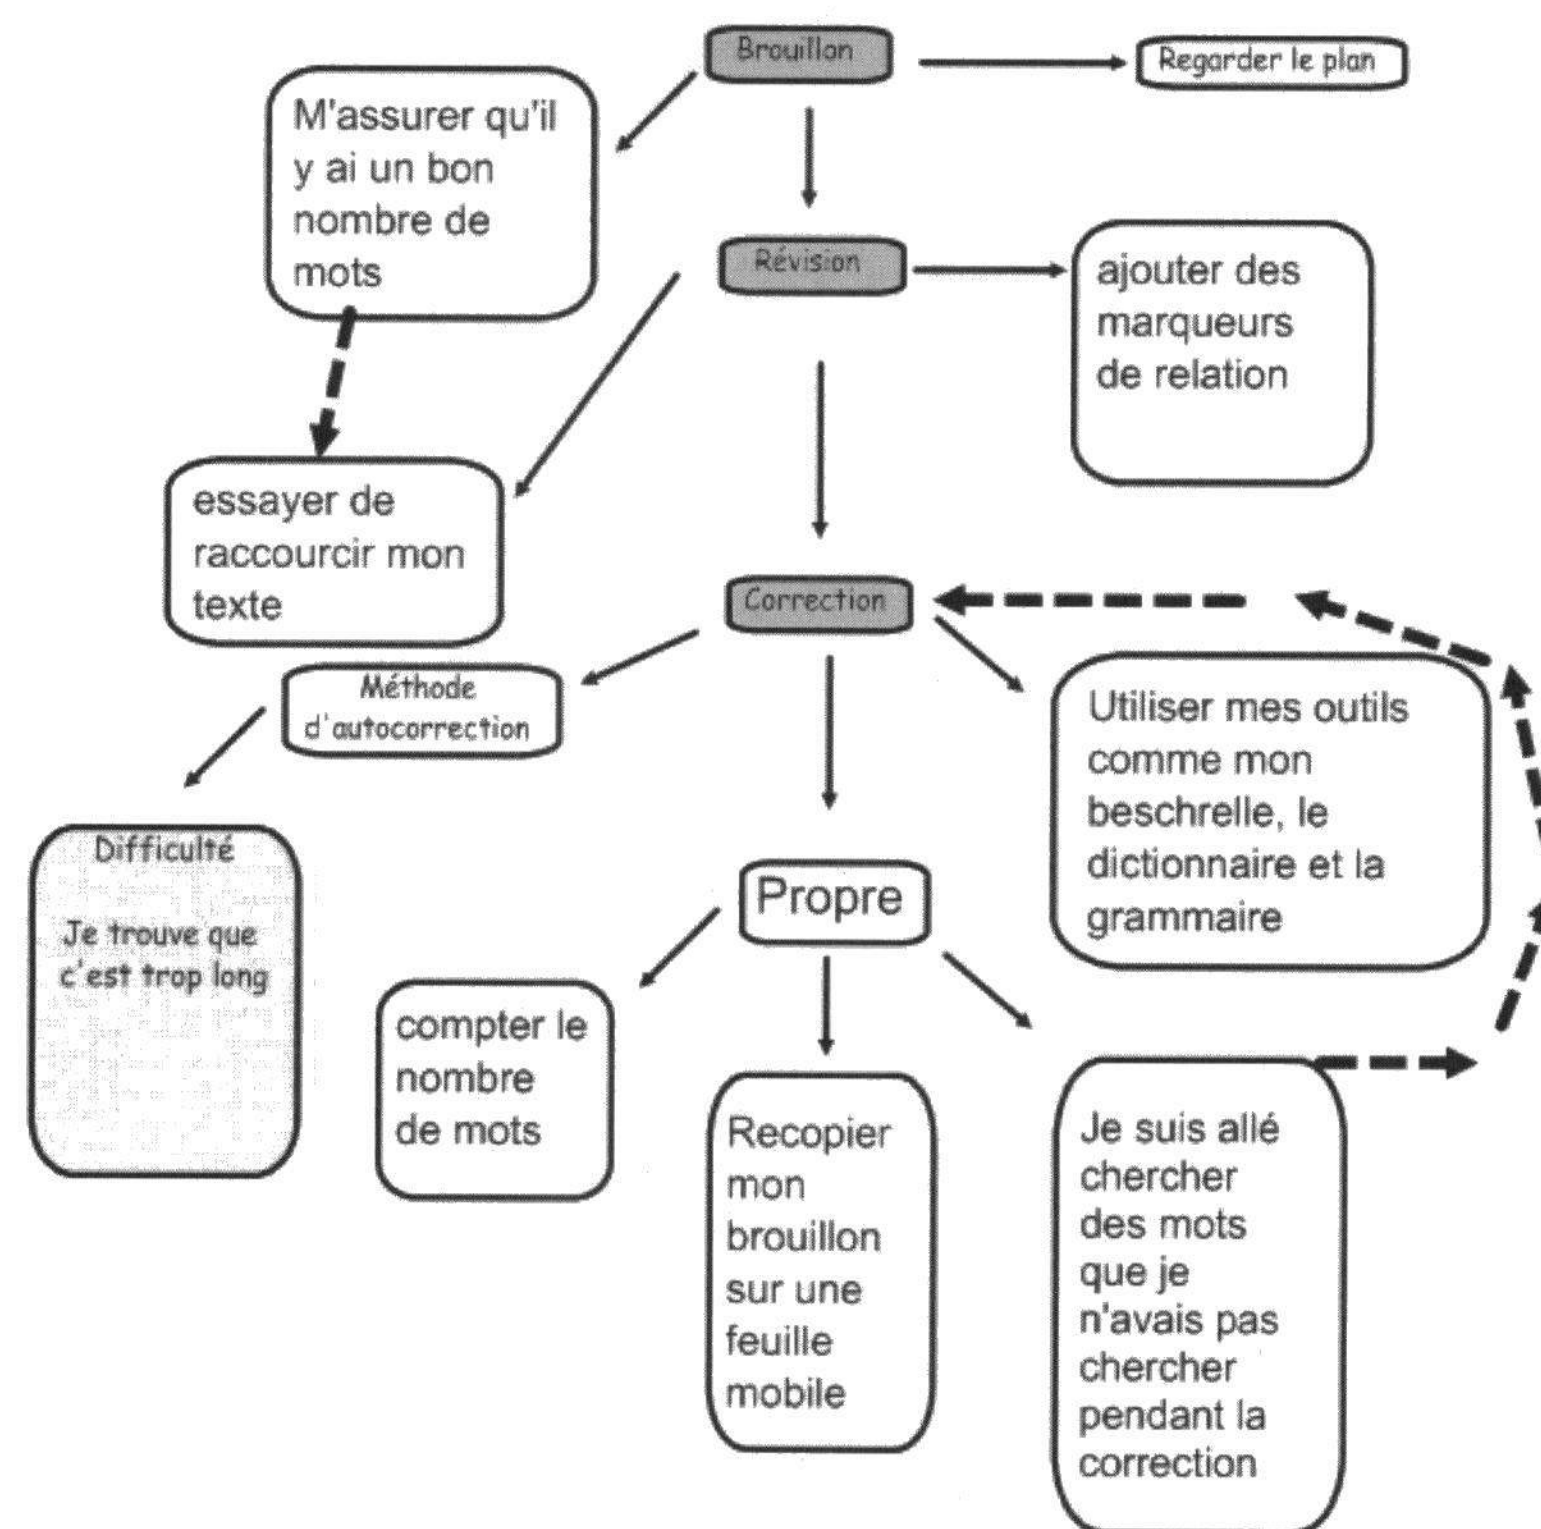 Brouillon
Regarder le plan
M'assurer qu'il
y ai un bon
nombre de
mots
Révision
ajouter des
marqueurs
de relation
essayer de
raccourcir mon
texte
Correction
Méthode
d'autocorrection
Utiliser mes outils
comme mon
beschrelle, le
dictionnaire et la
grammaire
Difficulté
Je trouve que
c'est trop long
Propre
compter le
nombre
de mots
Recopier
mon
brouillon
sur une
feuille
mobile
Je suis allé
chercher
des mots
que je
n'avais pas
chercher
pendant la
correction